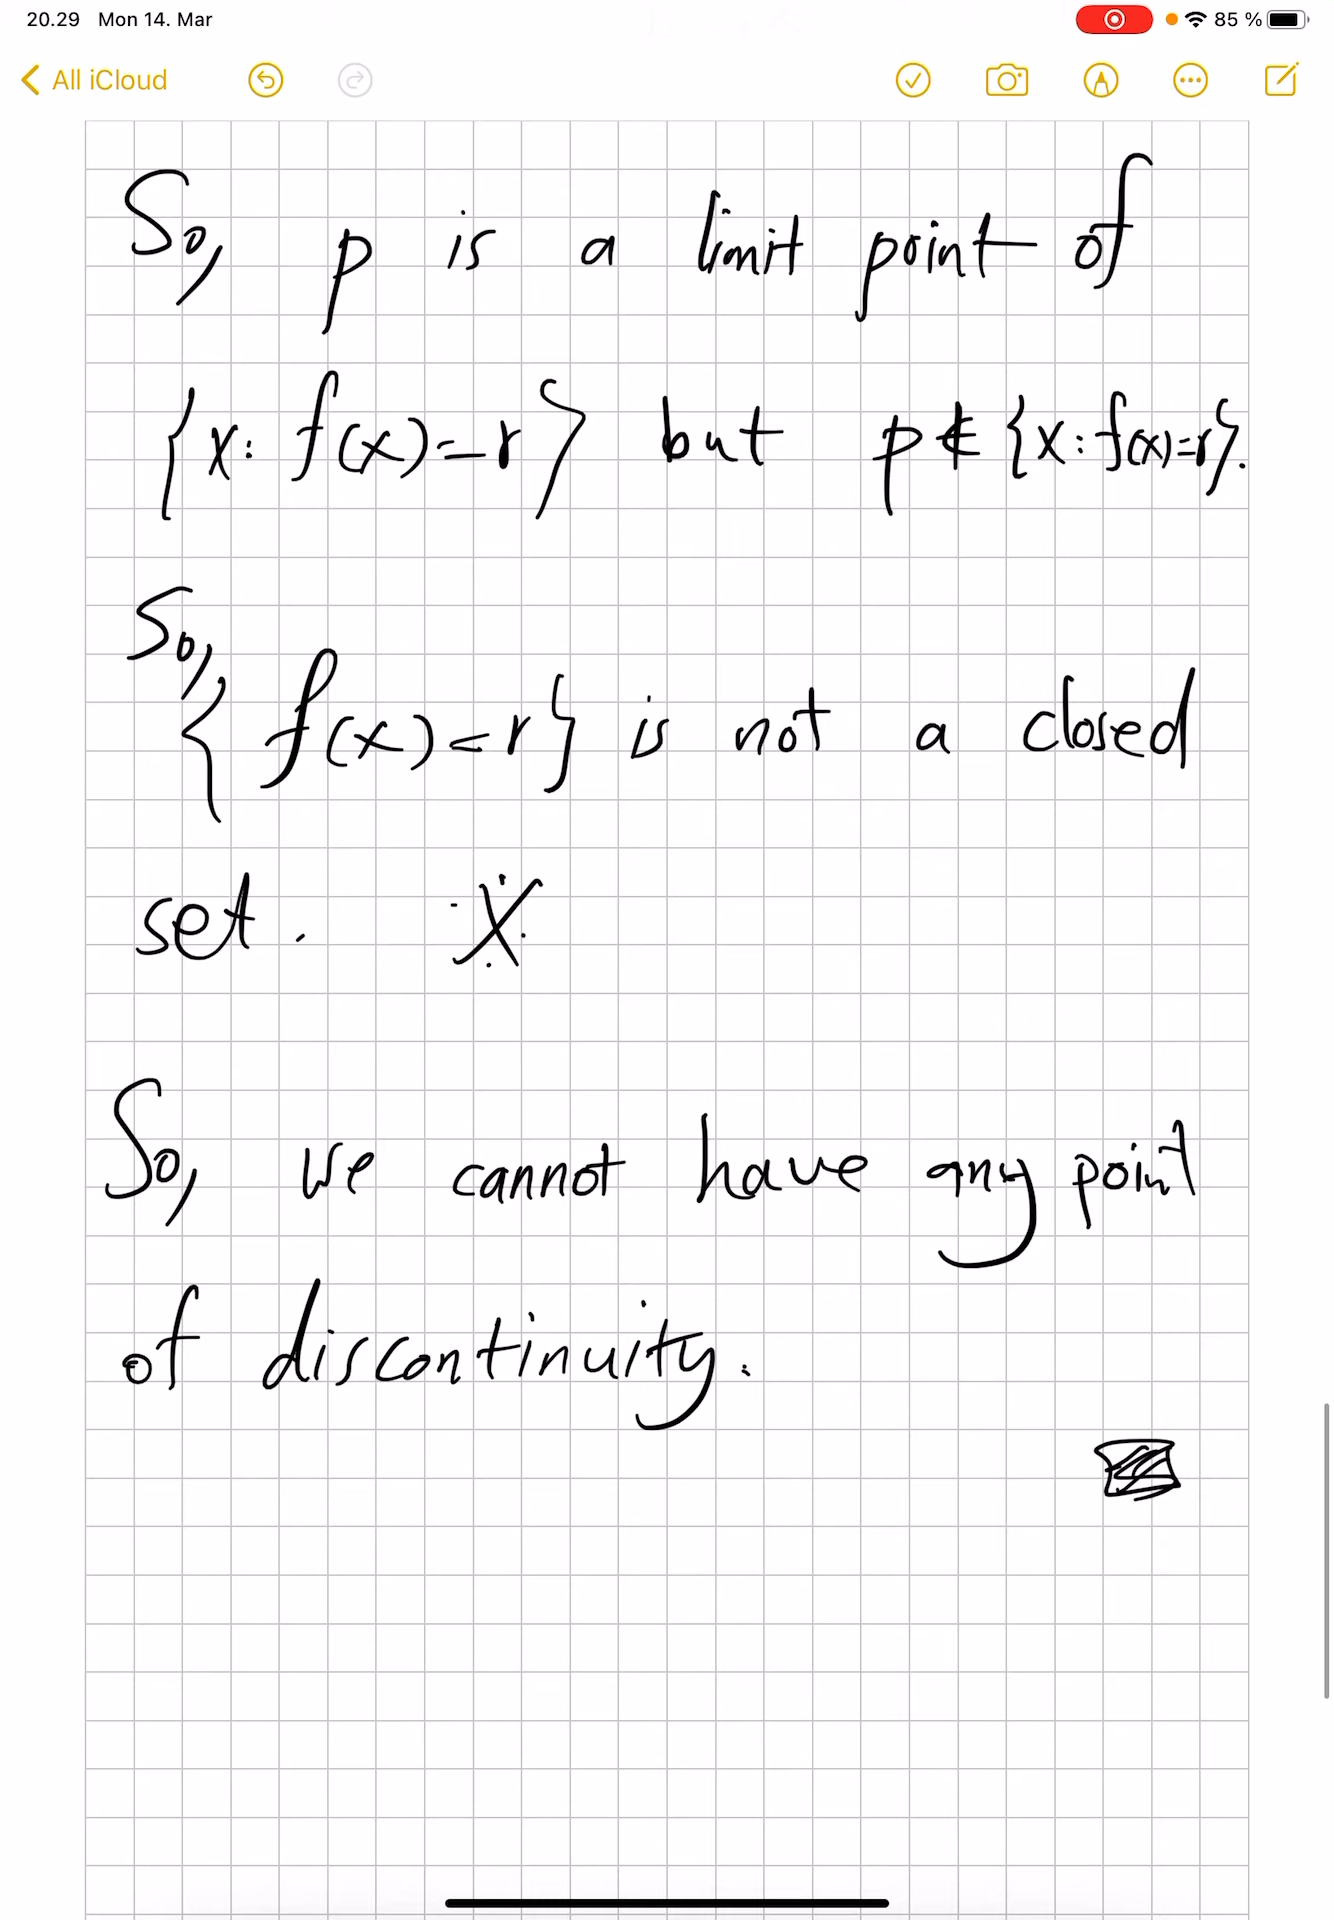 20.29 Mon 14. Mar
85 %
All iCloud
So, p is a limit point of
{x: f(x)=r} but p∉{x:f(x)=r}.
So,
{f(x)=r} is not a closed
set. ※
So, we cannot have any point
of discontinuity.